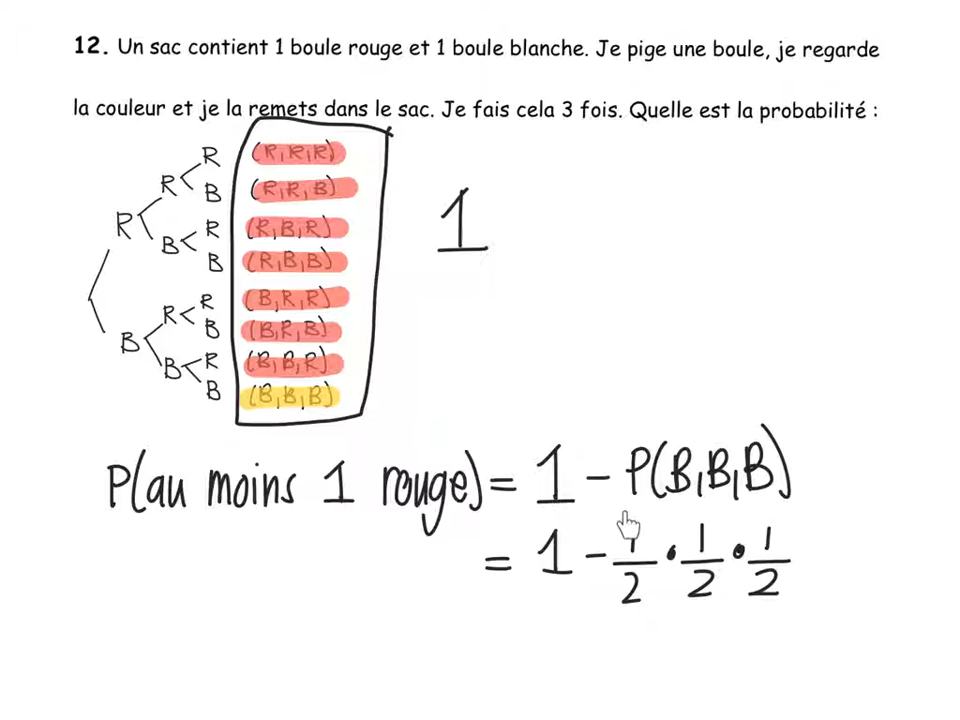 12. Un sac contient 1 boule rouge et 1 boule blanche. Je pige une boule, je regarde
la couleur et je la remets dans le sac. Je fais cela 3 fois. Quelle est la probabilité :
R (R,R,R)
R < B (R,R,B)
R R (R,B,R)
B < B (R,B,B)
1
R (B,R,R)
R < B (B,R,B)
B R (B,B,R)
B < B (B,B,B)
P(au moins 1 rouge) = 1 - P(B,B,B)
= 1 - 1/2 · 1/2 · 1/2